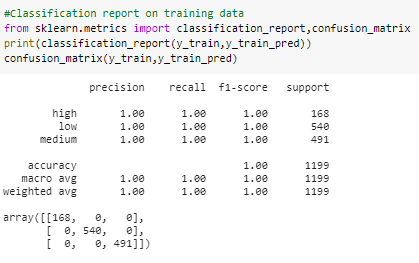 #Classification report on training data
from sklearn.metrics import classification_report,confusion_matrix
print(classification_report(y_train,y_train_pred))
confusion_matrix(y_train,y_train_pred)
precision recall f1-score support
high 1.00 1.00 1.00 168
low 1.00 1.00 1.00 540
medium 1.00 1.00 1.00 491
accuracy 1.00 1199
macro avg 1.00 1.00 1.00 1199
weighted avg 1.00 1.00 1.00 1199
array([[168, 0, 0],
[ 0, 540, 0],
[ 0, 0, 491]])